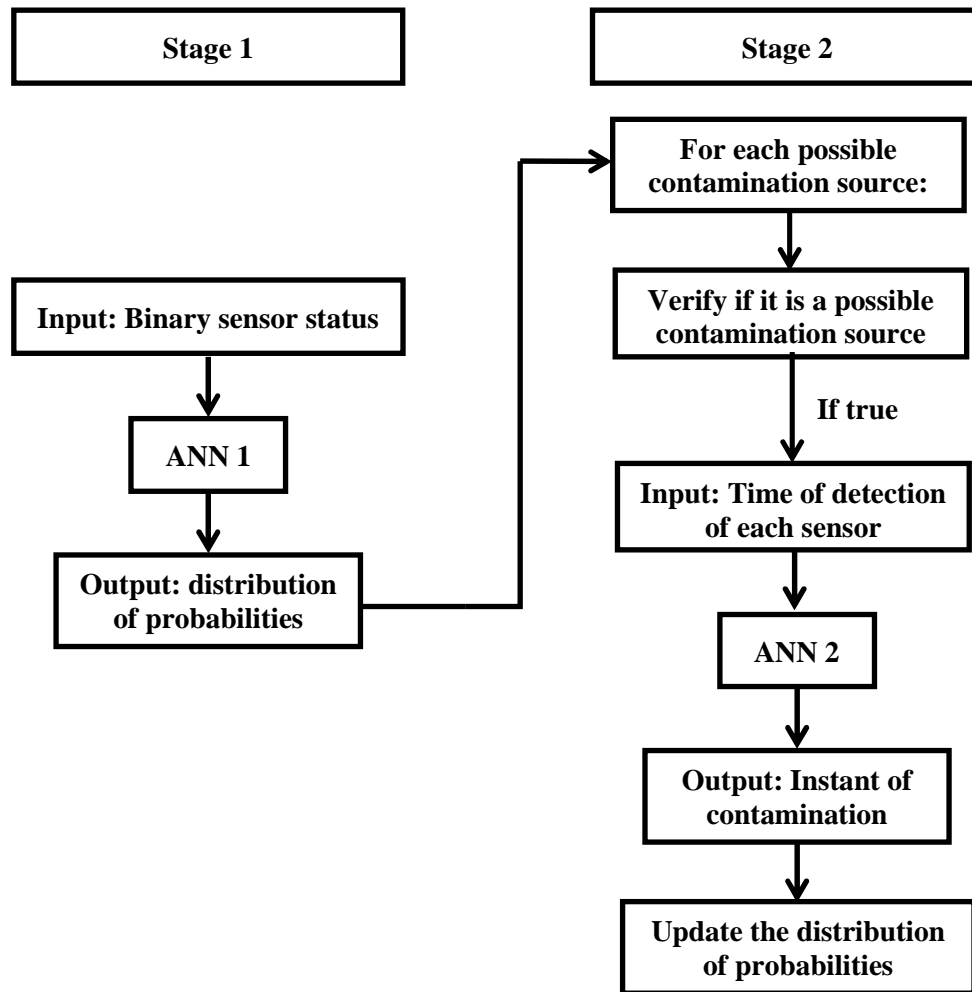 Stage 1
Input: Binary sensor status
ANN 1
Output: distribution
of probabilities
Stage 2
For each possible
contamination source:
Verify if it is a possible
contamination source
If true
Input: Time of detection
of each sensor
ANN 2
Output: Instant of
contamination
Update the distribution
of probabilities